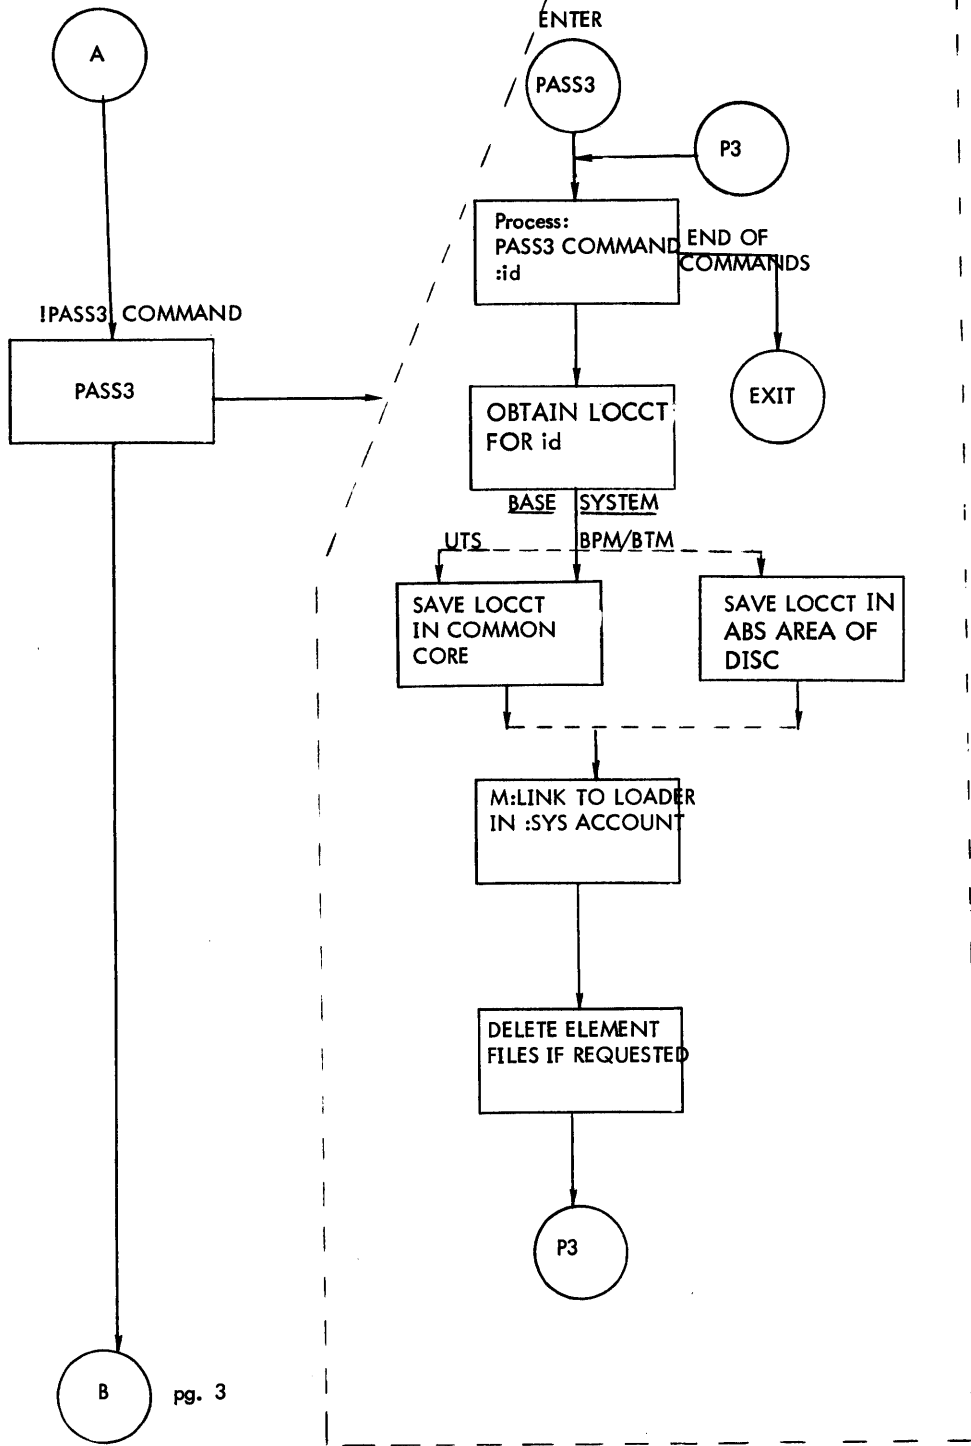 A
!PASS3 COMMAND
PASS3
B
pg. 3
ENTER
PASS3
P3
Process:
PASS3 COMMAND
:id
END OF
COMMANDS
EXIT
OBTAIN LOCCT
FOR id
BASE SYSTEM
UTS
BPM/BTM
SAVE LOCCT
IN COMMON
CORE
SAVE LOCCT IN
ABS AREA OF
DISC
M:LINK TO LOADER
IN :SYS ACCOUNT
DELETE ELEMENT
FILES IF REQUESTED
P3